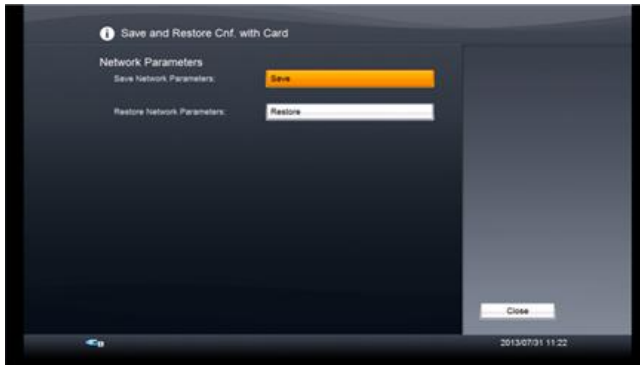 Save and Restore Cnf. with Card
Network Parameters
Save Network Parameters: Save
Restore Network Parameters: Restore
Close
2013/07/31 11:22